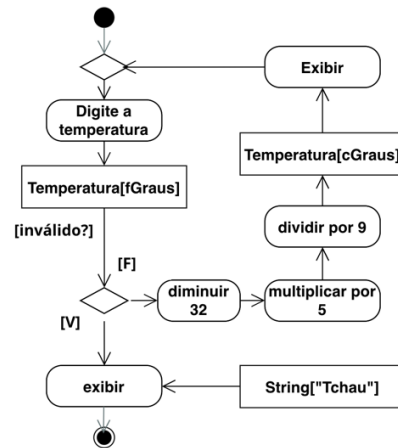 Exibir
Digite a
temperatura
Temperatura[cGraus]
Temperatura[fGraus]
dividir por 9
[inválido?]
[F]
diminuir
32
multiplicar por
5
[V]
exibir
String["Tchau"]